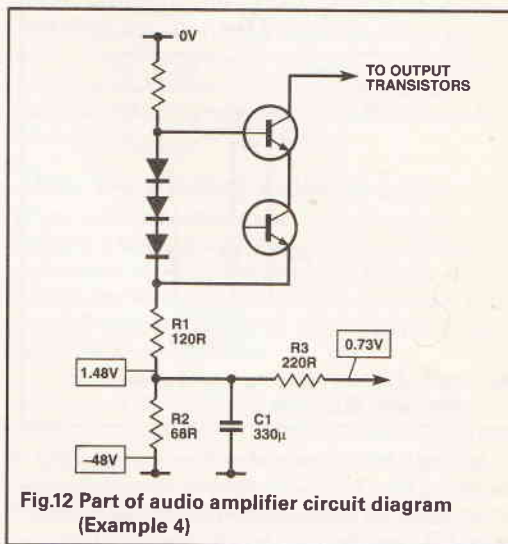 0V
TO OUTPUT
TRANSISTORS
R1
120R
R3
220R
0.73V
1.48V
R2
68R
C1
330μ
–48V
Fig.12 Part of audio amplifier circuit diagram
(Example 4)